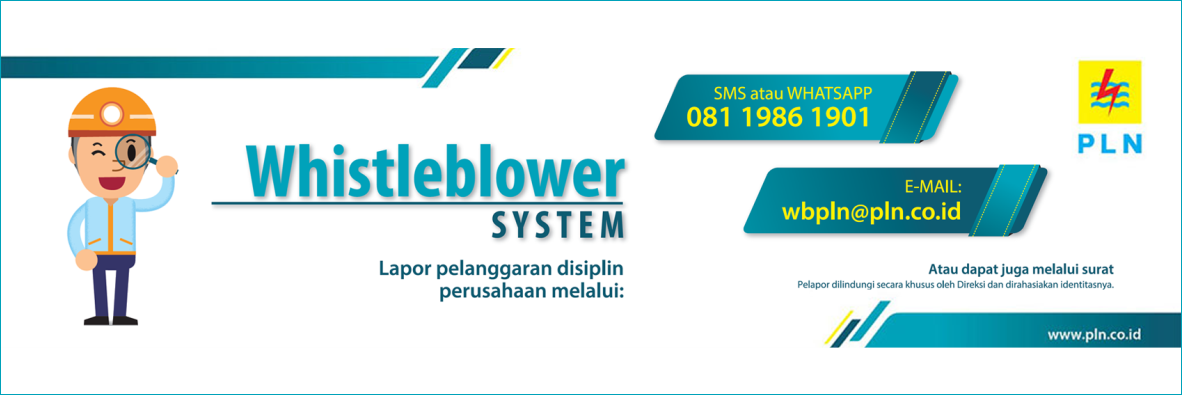 Whistleblower
SYSTEM
Lapor pelanggaran disiplin
perusahaan melalui:
SMS atau WHATSAPP
081 1986 1901
E-MAIL:
wbpln@pln.co.id
Atau dapat juga melalui surat
Pelapor dilindungi secara khusus oleh Direksi dan dirahasiakan identitasnya.
www.pln.co.id
PLN